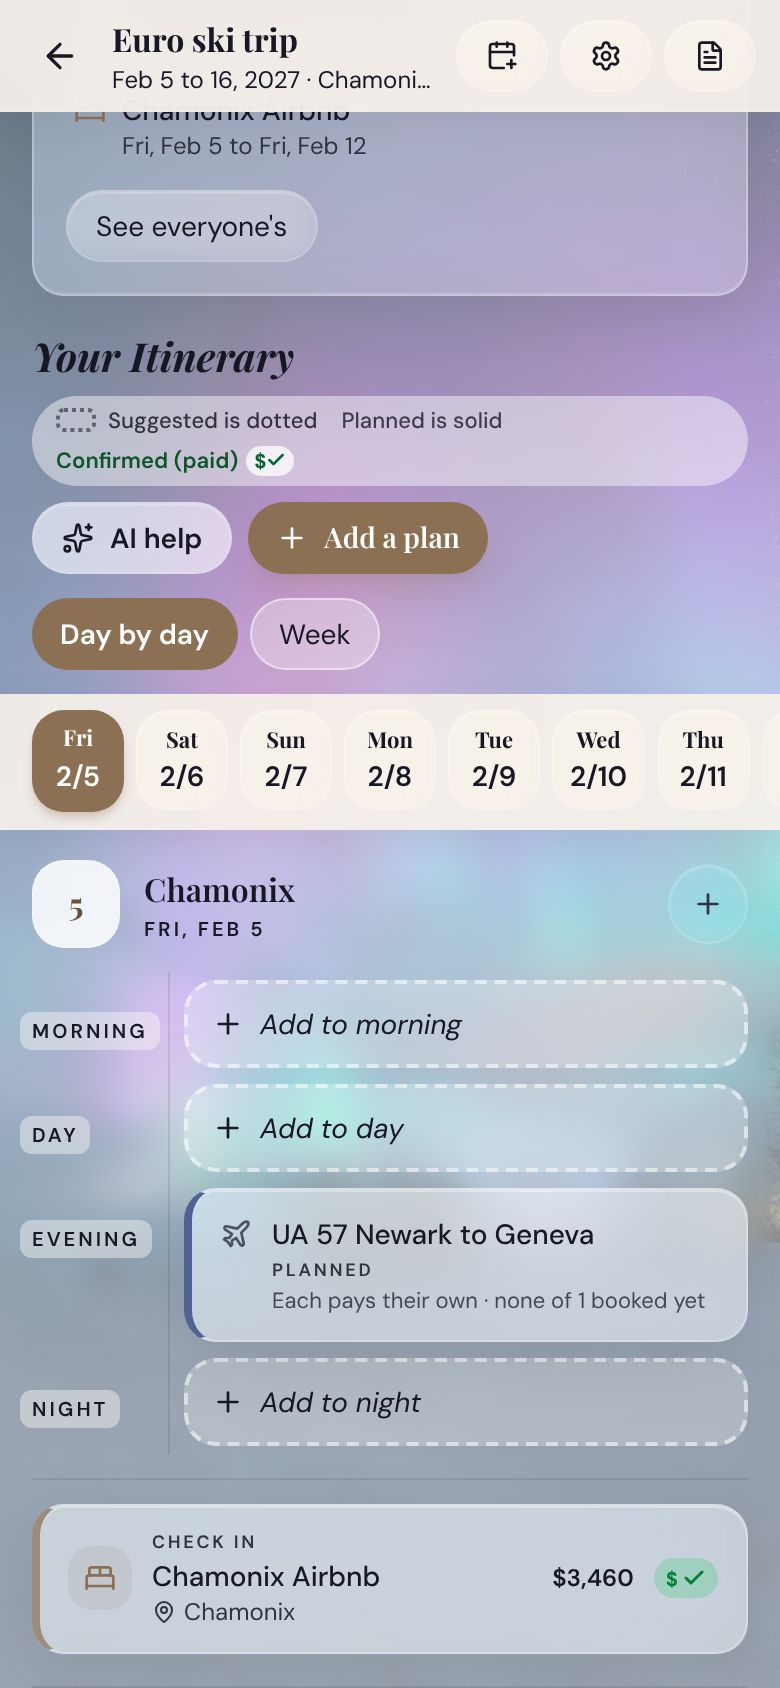 Euro ski trip
Feb 5 to 16, 2027 · Chamoni...
Chamonix Airbnb
Fri, Feb 5 to Fri, Feb 12
See everyone's
Your Itinerary
Suggested is dotted Planned is solid
Confirmed (paid) $✓
AI help + Add a plan
Day by day Week
Fri Sat Sun Mon Tue Wed Thu
2/5 2/6 2/7 2/8 2/9 2/10 2/11
5 Chamonix +
FRI, FEB 5
MORNING + Add to morning
DAY + Add to day
EVENING UA 57 Newark to Geneva
PLANNED
Each pays their own · none of 1 booked yet
NIGHT + Add to night
CHECK IN
Chamonix Airbnb $3,460 $✓
Chamonix